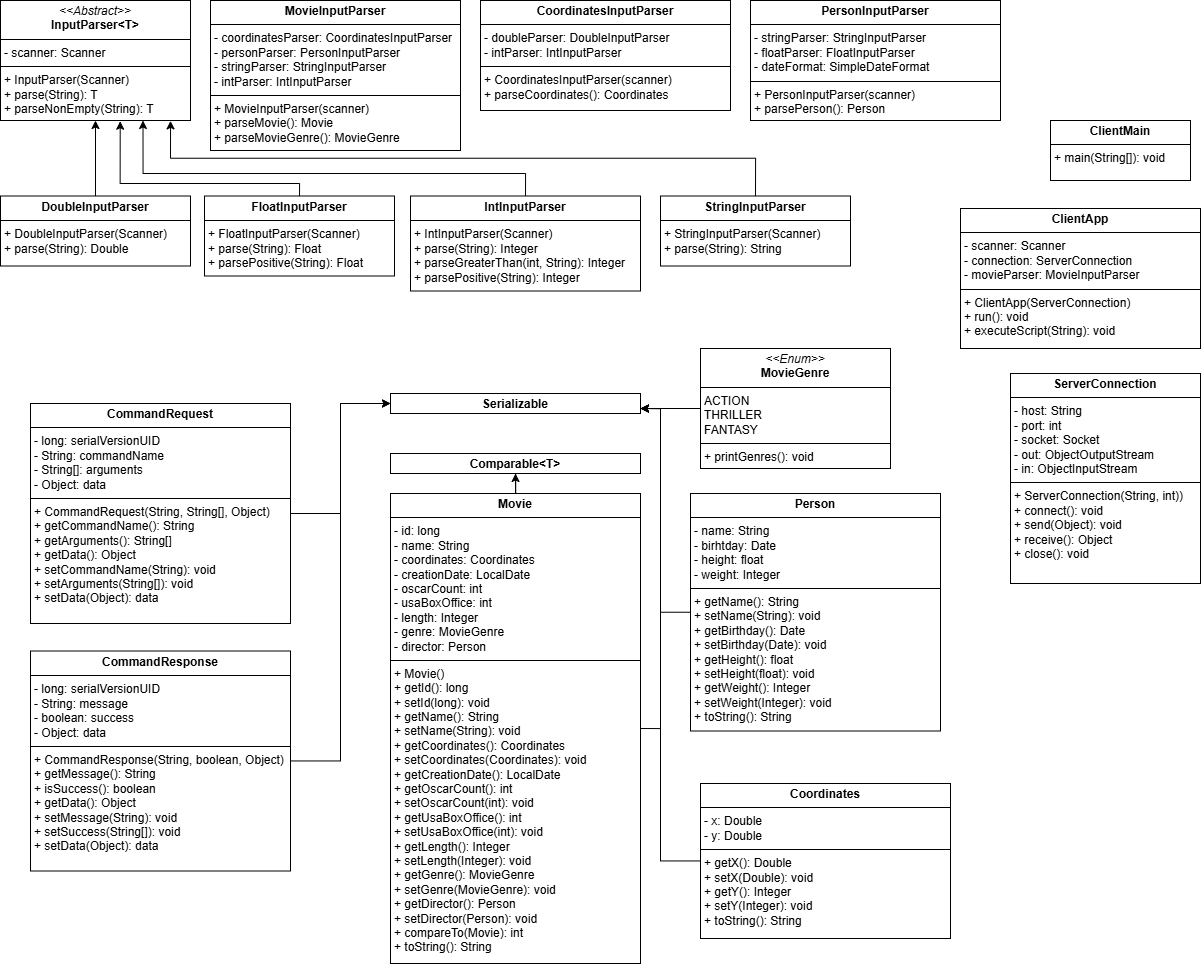 <<Abstract>>
InputParser<T>
- scanner: Scanner
+ InputParser(Scanner)
+ parse(String): T
+ parseNonEmpty(String): T
MovieInputParser
- coordinatesParser: CoordinatesInputParser
- personParser: PersonInputParser
- stringParser: StringInputParser
- intParser: IntInputParser
+ MovieInputParser(scanner)
+ parseMovie(): Movie
+ parseMovieGenre(): MovieGenre
CoordinatesInputParser
- doubleParser: DoubleInputParser
- intParser: IntInputParser
+ CoordinatesInputParser(scanner)
+ parseCoordinates(): Coordinates
PersonInputParser
- stringParser: StringInputParser
- floatParser: FloatInputParser
- dateFormat: SimpleDateFormat
+ PersonInputParser(scanner)
+ parsePerson(): Person
ClientMain
+ main(String[]): void
DoubleInputParser
+ DoubleInputParser(Scanner)
+ parse(String): Double
FloatInputParser
+ FloatInputParser(Scanner)
+ parse(String): Float
+ parsePositive(String): Float
IntInputParser
+ IntInputParser(Scanner)
+ parse(String): Integer
+ parseGreaterThan(int, String): Integer
+ parsePositive(String): Integer
StringInputParser
+ StringInputParser(Scanner)
+ parse(String): String
ClientApp
- scanner: Scanner
- connection: ServerConnection
- movieParser: MovieInputParser
+ ClientApp(ServerConnection)
+ run(): void
+ executeScript(String): void
<<Enum>>
MovieGenre
ACTION
THRILLER
FANTASY
+ printGenres(): void
ServerConnection
- host: String
- port: int
- socket: Socket
- out: ObjectOutputStream
- in: ObjectInputStream
+ ServerConnection(String, int))
+ connect(): void
+ send(Object): void
+ receive(): Object
+ close(): void
Serializable
Comparable<T>
CommandRequest
- long: serialVersionUID
- String: commandName
- String[]: arguments
- Object: data
+ CommandRequest(String, String[], Object)
+ getCommandName(): String
+ getArguments(): String[]
+ getData(): Object
+ setCommandName(String): void
+ setArguments(String[]): void
+ setData(Object): data
CommandResponse
- long: serialVersionUID
- String: message
- boolean: success
- Object: data
+ CommandResponse(String, boolean, Object)
+ getMessage(): String
+ isSuccess(): boolean
+ getData(): Object
+ setMessage(String): void
+ setSuccess(String[]): void
+ setData(Object): data
Movie
- id: long
- name: String
- coordinates: Coordinates
- creationDate: LocalDate
- oscarCount: int
- usaBoxOffice: int
- length: Integer
- genre: MovieGenre
- director: Person
+ Movie()
+ getId(): long
+ setId(long): void
+ getName(): String
+ setName(String): void
+ getCoordinates(): Coordinates
+ setCoordinates(Coordinates): void
+ getCreationDate(): LocalDate
+ getOscarCount(): int
+ setOscarCount(int): void
+ getUsaBoxOffice(): int
+ setUsaBoxOffice(int): void
+ getLength(): Integer
+ setLength(Integer): void
+ getGenre(): MovieGenre
+ setGenre(MovieGenre): void
+ getDirector(): Person
+ setDirector(Person): void
+ compareTo(Movie): int
+ toString(): String
Person
- name: String
- birhtday: Date
- height: float
- weight: Integer
+ getName(): String
+ setName(String): void
+ getBirthday(): Date
+ setBirthday(Date): void
+ getHeight(): float
+ setHeight(float): void
+ getWeight(): Integer
+ setWeight(Integer): void
+ toString(): String
Coordinates
- x: Double
- y: Double
+ getX(): Double
+ setX(Double): void
+ getY(): Integer
+ setY(Integer): void
+ toString(): String